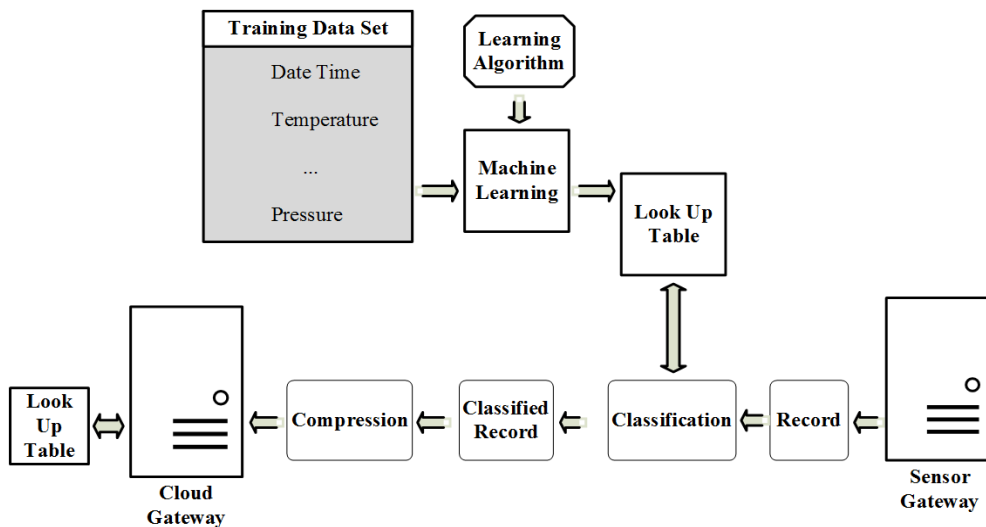 Training Data Set
Date Time
Temperature
...
Pressure
Learning
Algorithm
Machine
Learning
Look Up
Table
Look
Up
Table
Cloud
Gateway
Compression
Classified
Record
Classification
Record
Sensor
Gateway